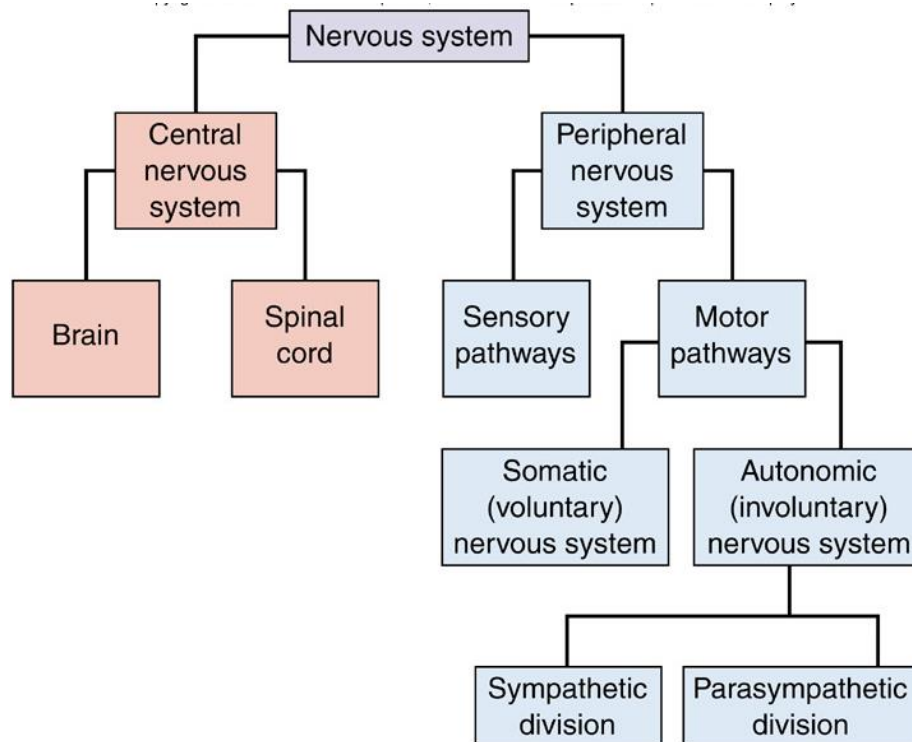 Nervous system
Central
nervous
system
Peripheral
nervous
system
Brain
Spinal
cord
Sensory
pathways
Motor
pathways
Somatic
(voluntary)
nervous system
Autonomic
(involuntary)
nervous system
Sympathetic
division
Parasympathetic
division